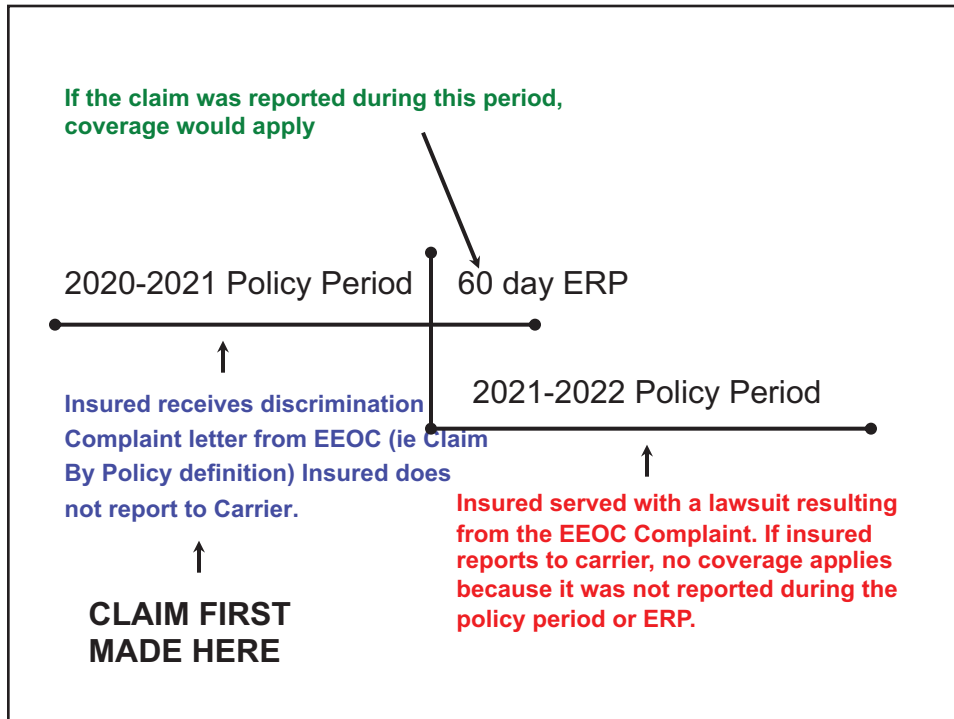 If the claim was reported during this period,
coverage would apply
2020-2021 Policy Period
60 day ERP
2021-2022 Policy Period
Insured receives discrimination
Complaint letter from EEOC (ie Claim
By Policy definition) Insured does
not report to Carrier.
Insured served with a lawsuit resulting
from the EEOC Complaint. If insured
reports to carrier, no coverage applies
because it was not reported during the
policy period or ERP.
CLAIM FIRST
MADE HERE